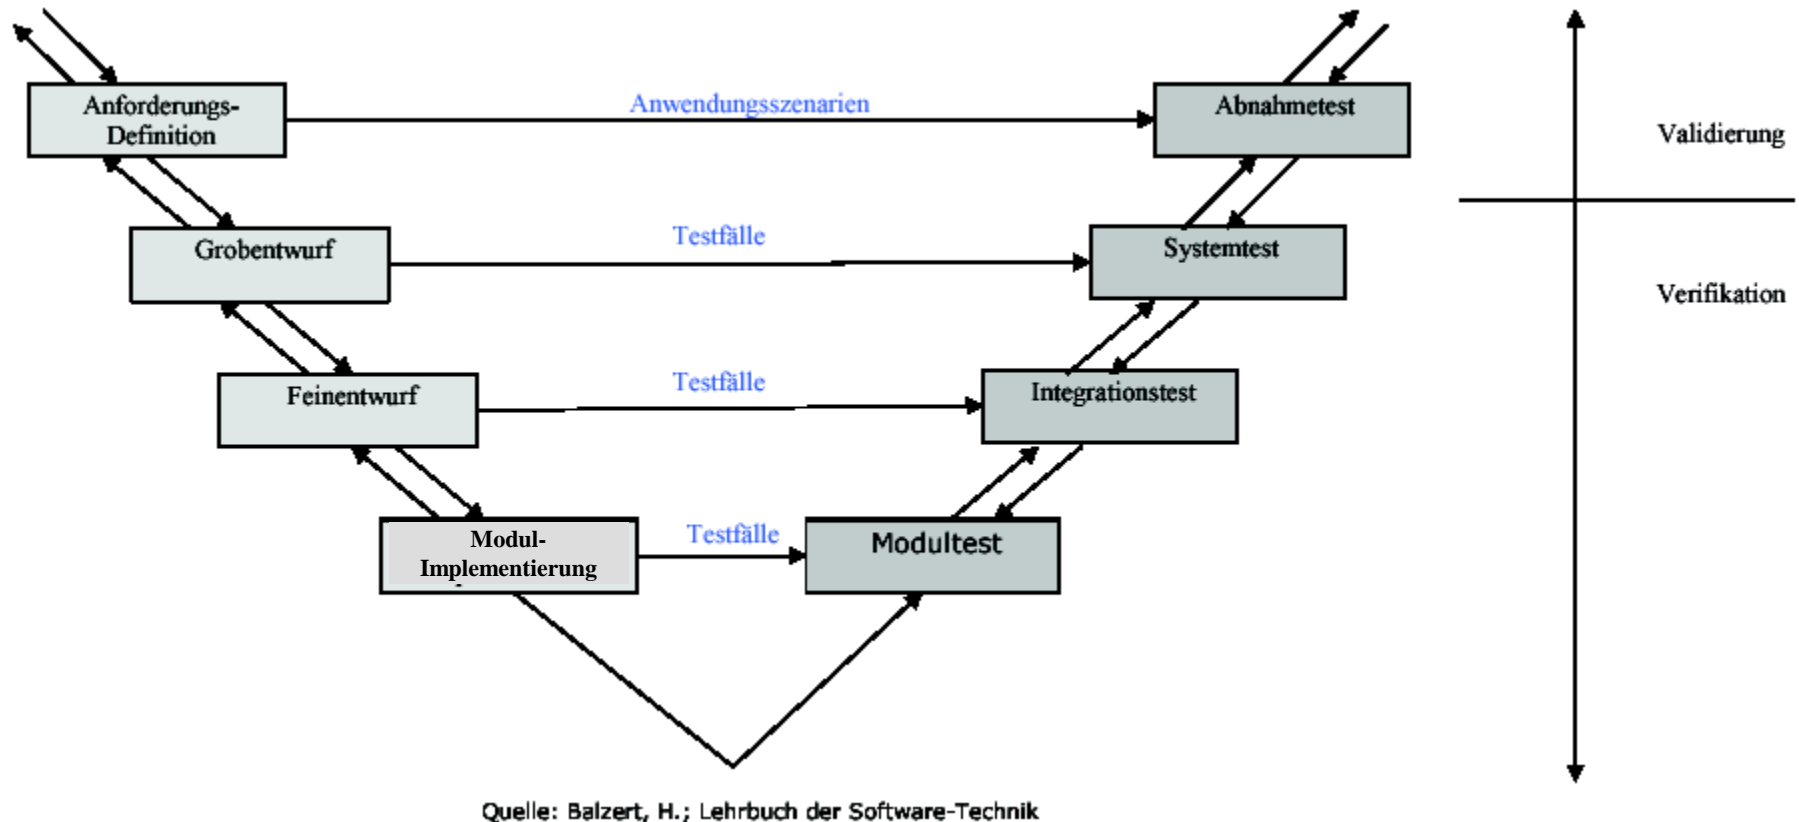 Anforderungs-
Definition
Anwendungsszenarien
Abnahmetest
Validierung
Grobentwurf
Testfälle
Systemtest
Verifikation
Feinentwurf
Testfälle
Integrationstest
Modul-
Implementierung
Testfälle
Modultest
Quelle: Balzert, H.; Lehrbuch der Software-Technik